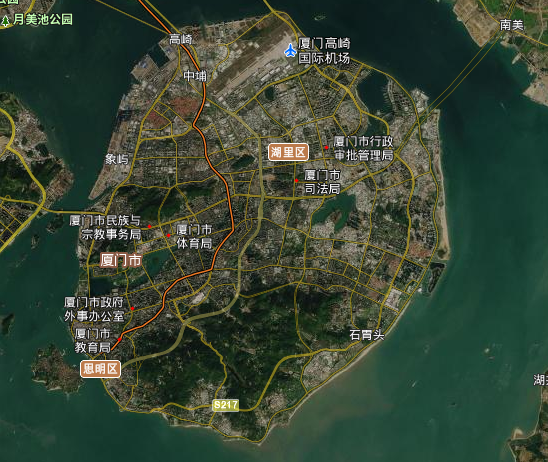 公园
月美池公园
南美
高崎
厦门高崎
国际机场
中埔
湖里区
厦门市行政
审批管理局
象屿
厦门市
司法局
厦门市民族与
宗教事务局
厦门市
体育局
厦门市
厦门市政府
外事办公室
厦门市
教育局
石胃头
思明区
湖
S217